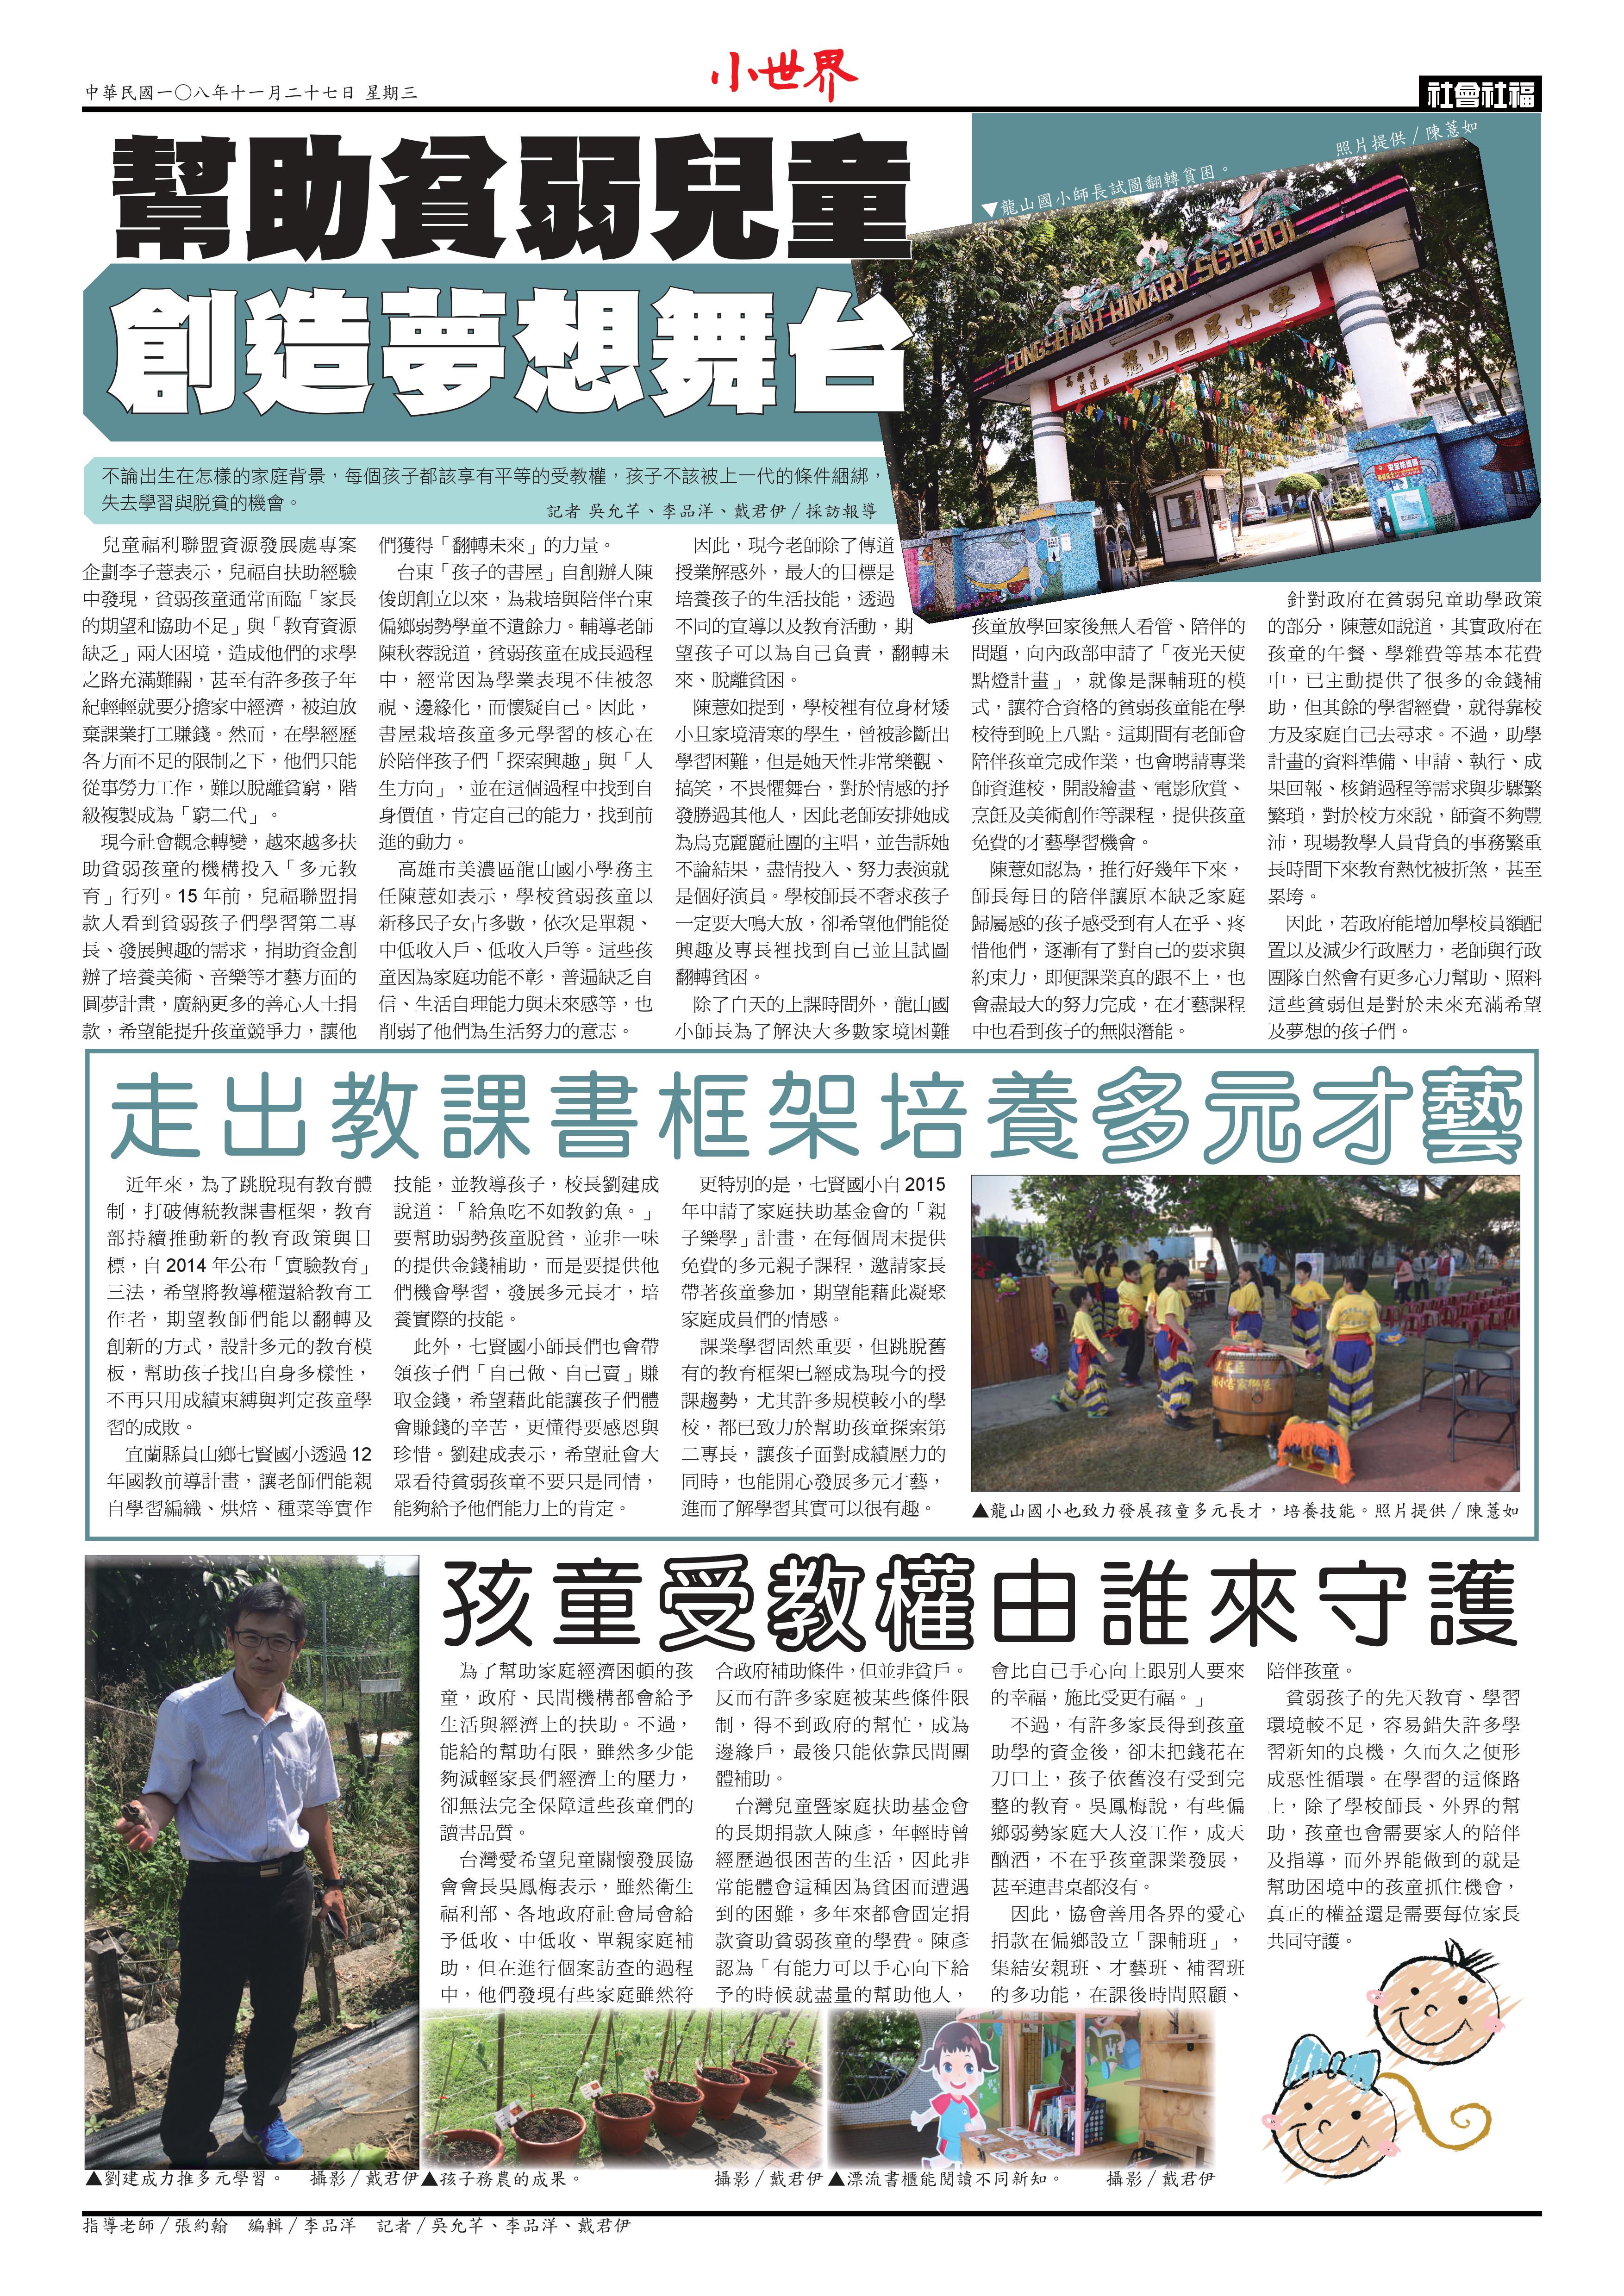 中華民國一○八年十一月二十七日 星期三
小世界
社會社福
幫助貧弱兒童
創造夢想舞台
不論出生在怎樣的家庭背景，每個孩子都該享有平等的受教權，孩子不該被上一代的條件綑綁，
失去學習與脫貧的機會。
記者 吳允芊、李品洋、戴君伊／採訪報導
▼龍山國小師長試圖翻轉貧困。
照片提供／陳薏如
LONGSHAN PRIMARY SCHOOL
高雄市
美濃區
龍山國民小學
兒童福利聯盟資源發展處專案
企劃李子薏表示，兒福自扶助經驗
中發現，貧弱孩童通常面臨「家長
的期望和協助不足」與「教育資源
缺乏」兩大困境，造成他們的求學
之路充滿難關，甚至有許多孩子年
紀輕輕就要分擔家中經濟，被迫放
棄課業打工賺錢。然而，在學經歷
各方面不足的限制之下，他們只能
從事勞力工作，難以脫離貧窮，階
級複製成為「窮二代」。
現今社會觀念轉變，越來越多扶
助貧弱孩童的機構投入「多元教
育」行列。15 年前，兒福聯盟捐
款人看到貧弱孩子們學習第二專
長、發展興趣的需求，捐助資金創
辦了培養美術、音樂等才藝方面的
圓夢計畫，廣納更多的善心人士捐
款，希望能提升孩童競爭力，讓他
們獲得「翻轉未來」的力量。
台東「孩子的書屋」自創辦人陳
俊朗創立以來，為栽培與陪伴台東
偏鄉弱勢學童不遺餘力。輔導老師
陳秋蓉說道，貧弱孩童在成長過程
中，經常因為學業表現不佳被忽
視、邊緣化，而懷疑自己。因此，
書屋栽培孩童多元學習的核心在
於陪伴孩子們「探索興趣」與「人
生方向」，並在這個過程中找到自
身價值，肯定自己的能力，找到前
進的動力。
高雄市美濃區龍山國小學務主
任陳薏如表示，學校貧弱孩童以
新移民子女占多數，依次是單親、
中低收入戶、低收入戶等。這些孩
童因為家庭功能不彰，普遍缺乏自
信、生活自理能力與未來感等，也
削弱了他們為生活努力的意志。
因此，現今老師除了傳道
授業解惑外，最大的目標是
培養孩子的生活技能，透過
不同的宣導以及教育活動，期
望孩子可以為自己負責，翻轉未
來、脫離貧困。
陳薏如提到，學校裡有位身材矮
小且家境清寒的學生，曾被診斷出
學習困難，但是她天性非常樂觀、
搞笑，不畏懼舞台，對於情感的抒
發勝過其他人，因此老師安排她成
為烏克麗麗社團的主唱，並告訴她
不論結果，盡情投入、努力表演就
是個好演員。學校師長不奢求孩子
一定要大鳴大放，卻希望他們能從
興趣及專長裡找到自己並且試圖
翻轉貧困。
除了白天的上課時間外，龍山國
小師長為了解決大多數家境困難
孩童放學回家後無人看管、陪伴的
問題，向內政部申請了「夜光天使
點燈計畫」，就像是課輔班的模
式，讓符合資格的貧弱孩童能在學
校待到晚上八點。這期間有老師會
陪伴孩童完成作業，也會聘請專業
師資進校，開設繪畫、電影欣賞、
烹飪及美術創作等課程，提供孩童
免費的才藝學習機會。
陳薏如認為，推行好幾年下來，
師長每日的陪伴讓原本缺乏家庭
歸屬感的孩子感受到有人在乎、疼
惜他們，逐漸有了對自己的要求與
約束力，即便課業真的跟不上，也
會盡最大的努力完成，在才藝課程
中也看到孩子的無限潛能。
針對政府在貧弱兒童助學政策
的部分，陳薏如說道，其實政府在
孩童的午餐、學雜費等基本花費
中，已主動提供了很多的金錢補
助，但其餘的學習經費，就得靠校
方及家庭自己去尋求。不過，助學
計畫的資料準備、申請、執行、成
果回報、核銷過程等需求與步驟繁
繁瑣，對於校方來說，師資不夠豐
沛，現場教學人員背負的事務繁重
長時間下來教育熱忱被折煞，甚至
累垮。
因此，若政府能增加學校員額配
置以及減少行政壓力，老師與行政
團隊自然會有更多心力幫助、照料
這些貧弱但是對於未來充滿希望
及夢想的孩子們。
走出教課書框架培養多元才藝
近年來，為了跳脫現有教育體
制，打破傳統教課書框架，教育
部持續推動新的教育政策與目
標，自 2014 年公布「實驗教育」
三法，希望將教導權還給教育工
作者，期望教師們能以翻轉及
創新的方式，設計多元的教育模
板，幫助孩子找出自身多樣性，
不再只用成績束縛與判定孩童學
習的成敗。
宜蘭縣員山鄉七賢國小透過 12
年國教前導計畫，讓老師們能親
自學習編織、烘焙、種菜等實作
技能，並教導孩子，校長劉建成
說道：「給魚吃不如教釣魚。」
要幫助弱勢孩童脫貧，並非一味
的提供金錢補助，而是要提供他
們機會學習，發展多元長才，培
養實際的技能。
此外，七賢國小師長們也會帶
領孩子們「自己做、自己賣」賺
取金錢，希望藉此能讓孩子們體
會賺錢的辛苦，更懂得要感恩與
珍惜。劉建成表示，希望社會大
眾看待貧弱孩童不要只是同情，
能夠給予他們能力上的肯定。
更特別的是，七賢國小自 2015
年申請了家庭扶助基金會的「親
子樂學」計畫，在每個周末提供
免費的多元親子課程，邀請家長
帶著孩童參加，期望能藉此凝聚
家庭成員們的情感。
課業學習固然重要，但跳脫舊
有的教育框架已經成為現今的授
課趨勢，尤其許多規模較小的學
校，都已致力於幫助孩童探索第
二專長，讓孩子面對成績壓力的
同時，也能開心發展多元才藝，
進而了解學習其實可以很有趣。
▲龍山國小也致力發展孩童多元長才，培養技能。照片提供／陳薏如
孩童受教權由誰來守護
為了幫助家庭經濟困頓的孩
童，政府、民間機構都會給予
生活與經濟上的扶助。不過，
能給的幫助有限，雖然多少能
夠減輕家長們經濟上的壓力，
卻無法完全保障這些孩童們的
讀書品質。
台灣愛希望兒童關懷發展協
會會長吳鳳梅表示，雖然衛生
福利部、各地政府社會局會給
予低收、中低收、單親家庭補
助，但在進行個案訪查的過程
中，他們發現有些家庭雖然符
合政府補助條件，但並非貧戶。
反而有許多家庭被某些條件限
制，得不到政府的幫忙，成為
邊緣戶，最後只能依靠民間團
體補助。
台灣兒童暨家庭扶助基金會
的長期捐款人陳彥，年輕時曾
經歷過很困苦的生活，因此非
常能體會這種因為貧困而遭遇
到的困難，多年來都會固定捐
款資助貧弱孩童的學費。陳彥
認為「有能力可以手心向下給
予的時候就盡量的幫助他人，
會比自己手心向上跟別人要來
的幸福，施比受更有福。」
不過，有許多家長得到孩童
助學的資金後，卻未把錢花在
刀口上，孩子依舊沒有受到完
整的教育。吳鳳梅說，有些偏
鄉弱勢家庭大人沒工作，成天
酗酒，不在乎孩童課業發展，
甚至連書桌都沒有。
因此，協會善用各界的愛心
捐款在偏鄉設立「課輔班」，
集結安親班、才藝班、補習班
的多功能，在課後時間照顧、
陪伴孩童。
貧弱孩子的先天教育、學習
環境較不足，容易錯失許多學
習新知的良機，久而久之便形
成惡性循環。在學習的這條路
上，除了學校師長、外界的幫
助，孩童也會需要家人的陪伴
及指導，而外界能做到的就是
幫助困境中的孩童抓住機會，
真正的權益還是需要每位家長
共同守護。
▲劉建成力推多元學習。 攝影／戴君伊
▲孩子務農的成果。 攝影／戴君伊
▲漂流書櫃能閱讀不同新知。 攝影／戴君伊
指導老師／張約翰 編輯／李品洋 記者／吳允芊、李品洋、戴君伊